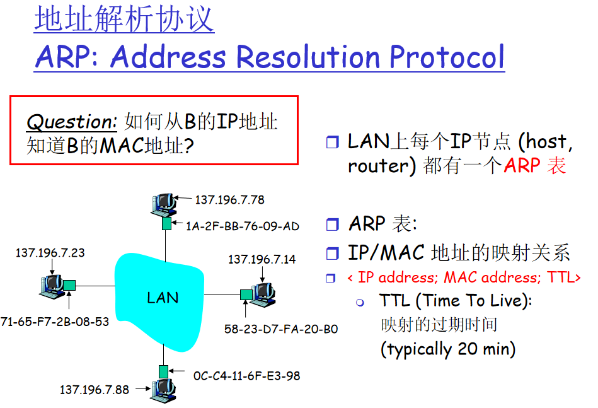 地址解析协议
ARP: Address Resolution Protocol
Question: 如何从B的IP地址
知道B的MAC地址?
LAN上每个IP节点 (host,
router) 都有一个ARP 表
ARP 表:
IP/MAC 地址的映射关系
< IP address; MAC address; TTL>
TTL (Time To Live):
映射的过期时间
(typically 20 min)
137.196.7.78
1A-2F-BB-76-09-AD
137.196.7.23
137.196.7.14
LAN
71-65-F7-2B-08-53
58-23-D7-FA-20-B0
0C-C4-11-6F-E3-98
137.196.7.88